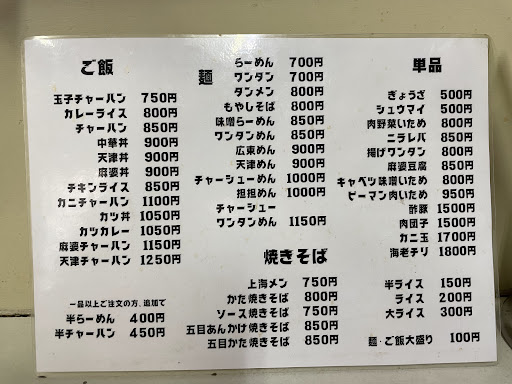 ご飯
玉子チャーハン 750円
カレーライス 800円
チャーハン 850円
中華丼 900円
天津丼 900円
麻婆丼 900円
チキンライス 850円
カニチャーハン 1100円
カツ丼 1050円
カツカレー 1050円
麻婆チャーハン 1150円
天津チャーハン 1250円
一品以上ご注文の方、追加で
半らーめん 400円
半チャーハン 450円
麺
らーめん 700円
ワンタン 700円
タンメン 800円
もやしそば 800円
味噌らーめん 850円
ワンタンめん 850円
広東めん 900円
天津めん 900円
チャーシューめん 1000円
担担めん 1000円
チャーシュー
ワンタンめん 1150円
焼きそば
上海メン 750円
かた焼きそば 800円
ソース焼きそば 750円
五目あんかけ焼きそば 850円
五目かた焼きそば 850円
単品
ぎょうざ 500円
シュウマイ 500円
肉野菜いため 800円
ニラレバ 850円
揚げワンタン 800円
麻婆豆腐 850円
キャベツ味噌いため 800円
ピーマン肉いため 950円
酢豚 1500円
肉団子 1500円
カニ玉 1700円
海老チリ 1800円
半ライス 150円
ライス 200円
大ライス 300円
麺・ご飯大盛り 100円